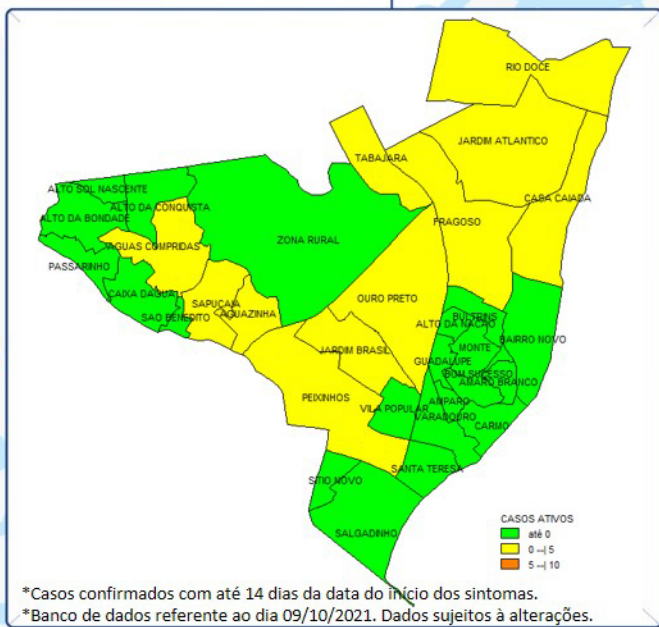 RIO DOCE
JARDIM ATLANTICO
TABAJARA
CASA CAIADA
ALTO SOL NASCENTE
ALTO DA CONQUISTA
ALTO DA BONDADE
FRAGOSO
ZONA RURAL
AGUAS COMPRIDAS
PASSARINHO
CAIXA DAGUA
SAPUCAIA
OURO PRETO
SAO BENEDITO
AGUAZINHA
BULTRINS
ALTO DA NACAO
BAIRRO NOVO
MONTE
JARDIM BRASIL
GUADALUPE
BOM SUCESSO
AMARO BRANCO
PEIXINHOS
AMPARO
VILA POPULAR
VARADOURO
CARMO
SANTA TERESA
SITIO NOVO
SALGADINHO
CASOS ATIVOS
até 0
0 --| 5
5 --| 10
*Casos confirmados com até 14 dias da data do início dos sintomas.
*Banco de dados referente ao dia 09/10/2021. Dados sujeitos à alterações.